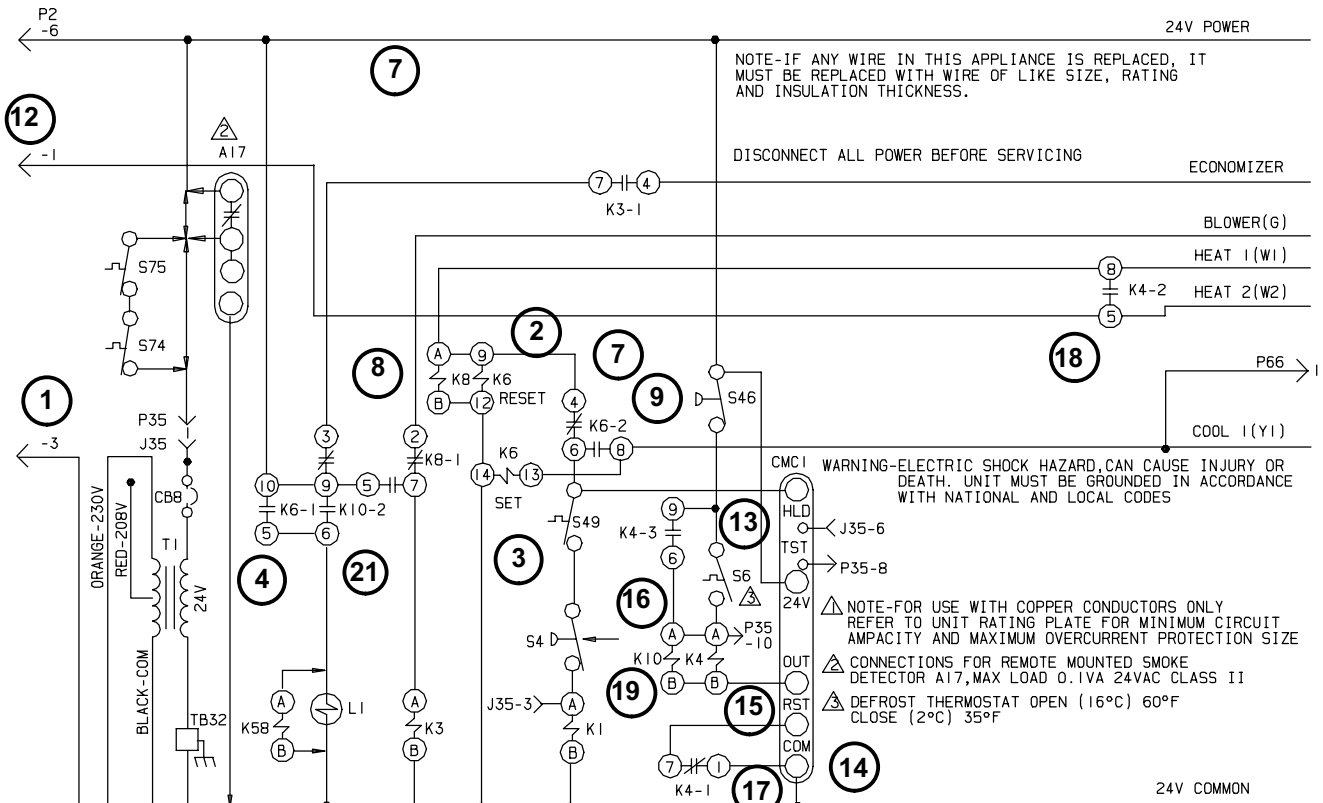 P2
-6
24V POWER
7
NOTE-IF ANY WIRE IN THIS APPLIANCE IS REPLACED, IT
MUST BE REPLACED WITH WIRE OF LIKE SIZE, RATING
AND INSULATION THICKNESS.
12
2
A17
-1
DISCONNECT ALL POWER BEFORE SERVICING
ECONOMIZER
7
4
K3-1
BLOWER(G)
HEAT 1(W1)
8
K4-2
HEAT 2(W2)
5
18
S75
S74
2
7
8
A
9
K8
K6
B
12
RESET
4
9
S46
P66
1
1
-3
P35
1
J35
3
2
K8-1
K6-2
6
8
COOL 1(Y1)
K6
14
13
SET
CMC1
WARNING-ELECTRIC SHOCK HAZARD,CAN CAUSE INJURY OR
DEATH. UNIT MUST BE GROUNDED IN ACCORDANCE
WITH NATIONAL AND LOCAL CODES
10
9
5
7
CB8
K6-1
K10-2
5
6
S49
9
K4-3
6
13
HLD
J35-6
TST
P35-8
24V
ORANGE-230V
RED-208V
T1
24V
4
21
3
16
S6
3
1
NOTE-FOR USE WITH COPPER CONDUCTORS ONLY
REFER TO UNIT RATING PLATE FOR MINIMUM CIRCUIT
AMPACITY AND MAXIMUM OVERCURRENT PROTECTION SIZE
S4
A
A
P35
-10
K10
K4
B
B
OUT
2
CONNECTIONS FOR REMOTE MOUNTED SMOKE
DETECTOR A17,MAX LOAD 0.1VA 24VAC CLASS II
19
15
RST
3
DEFROST THERMOSTAT OPEN (16°C) 60°F
CLOSE (2°C) 35°F
BLACK-COM
TB32
A
K58
B
L1
A
K3
B
J35-3
A
K1
B
COM
7
1
K4-1
17
14
24V COMMON